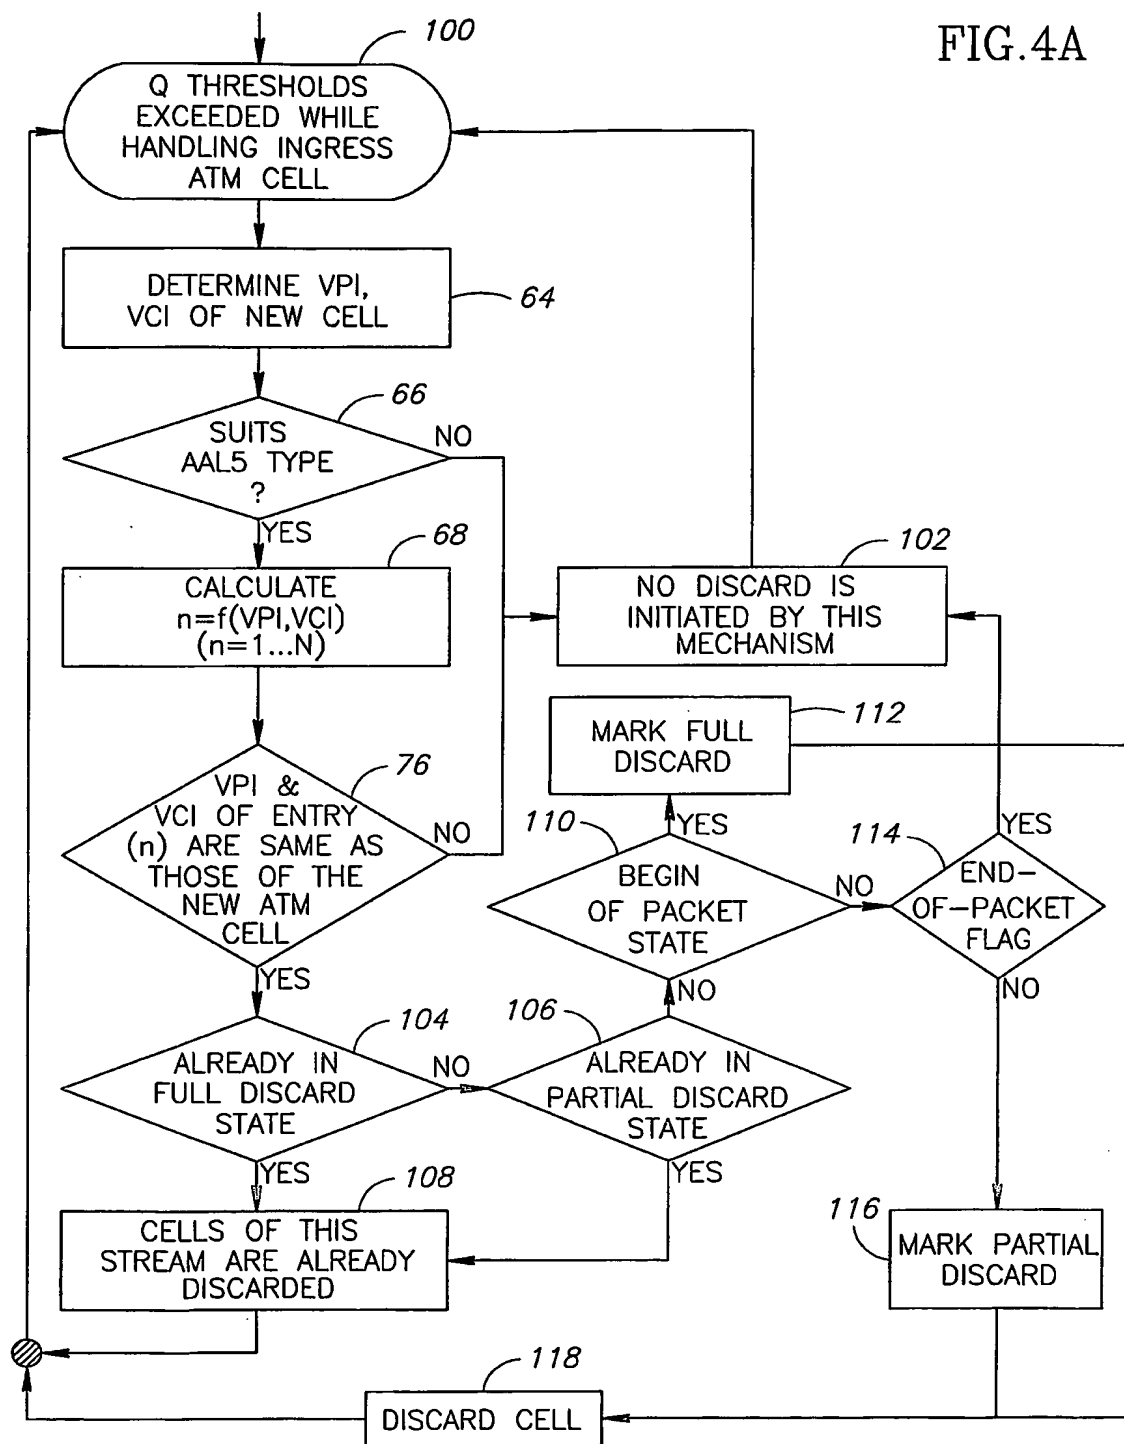 FIG.4A
100
Q THRESHOLDS
EXCEEDED WHILE
HANDLING INGRESS
ATM CELL
DETERMINE VPI,
VCI OF NEW CELL
64
66
SUITS
AAL5 TYPE
?
NO
YES
68
CALCULATE
n=f(VPI,VCI)
(n=1...N)
102
NO DISCARD IS
INITIATED BY THIS
MECHANISM
112
MARK FULL
DISCARD
76
VPI &
VCI OF ENTRY
(n) ARE SAME AS
THOSE OF THE
NEW ATM
CELL
NO
YES
110
YES
BEGIN
OF PACKET
STATE
NO
NO
114
YES
END-
OF-PACKET
FLAG
NO
104
ALREADY IN
FULL DISCARD
STATE
NO
YES
106
ALREADY IN
PARTIAL DISCARD
STATE
YES
108
CELLS OF THIS
STREAM ARE ALREADY
DISCARDED
116
MARK PARTIAL
DISCARD
118
DISCARD CELL